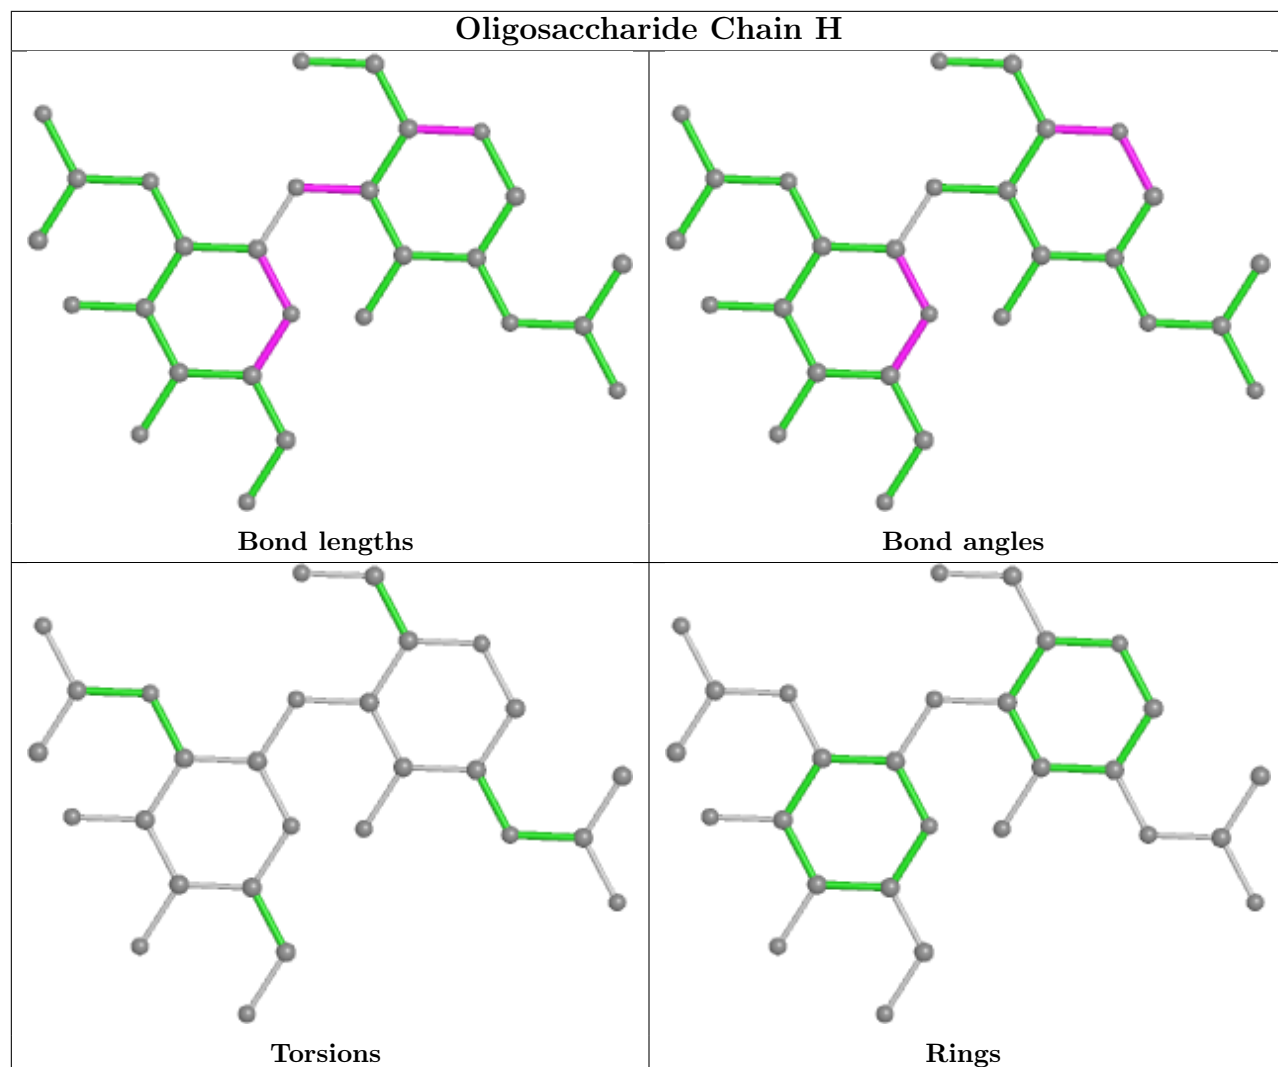 Oligosaccharide Chain H
Bond lengths
Bond angles
Torsions
Rings